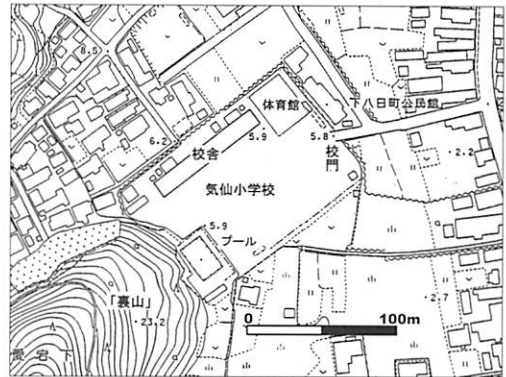 8.5
体育館
下八日町公民館
5.9
5.8
6.2
校舎
校門
2.2
気仙小学校
5.9
プール
「裏山」
23.2
2.7
0
100m
愛宕下